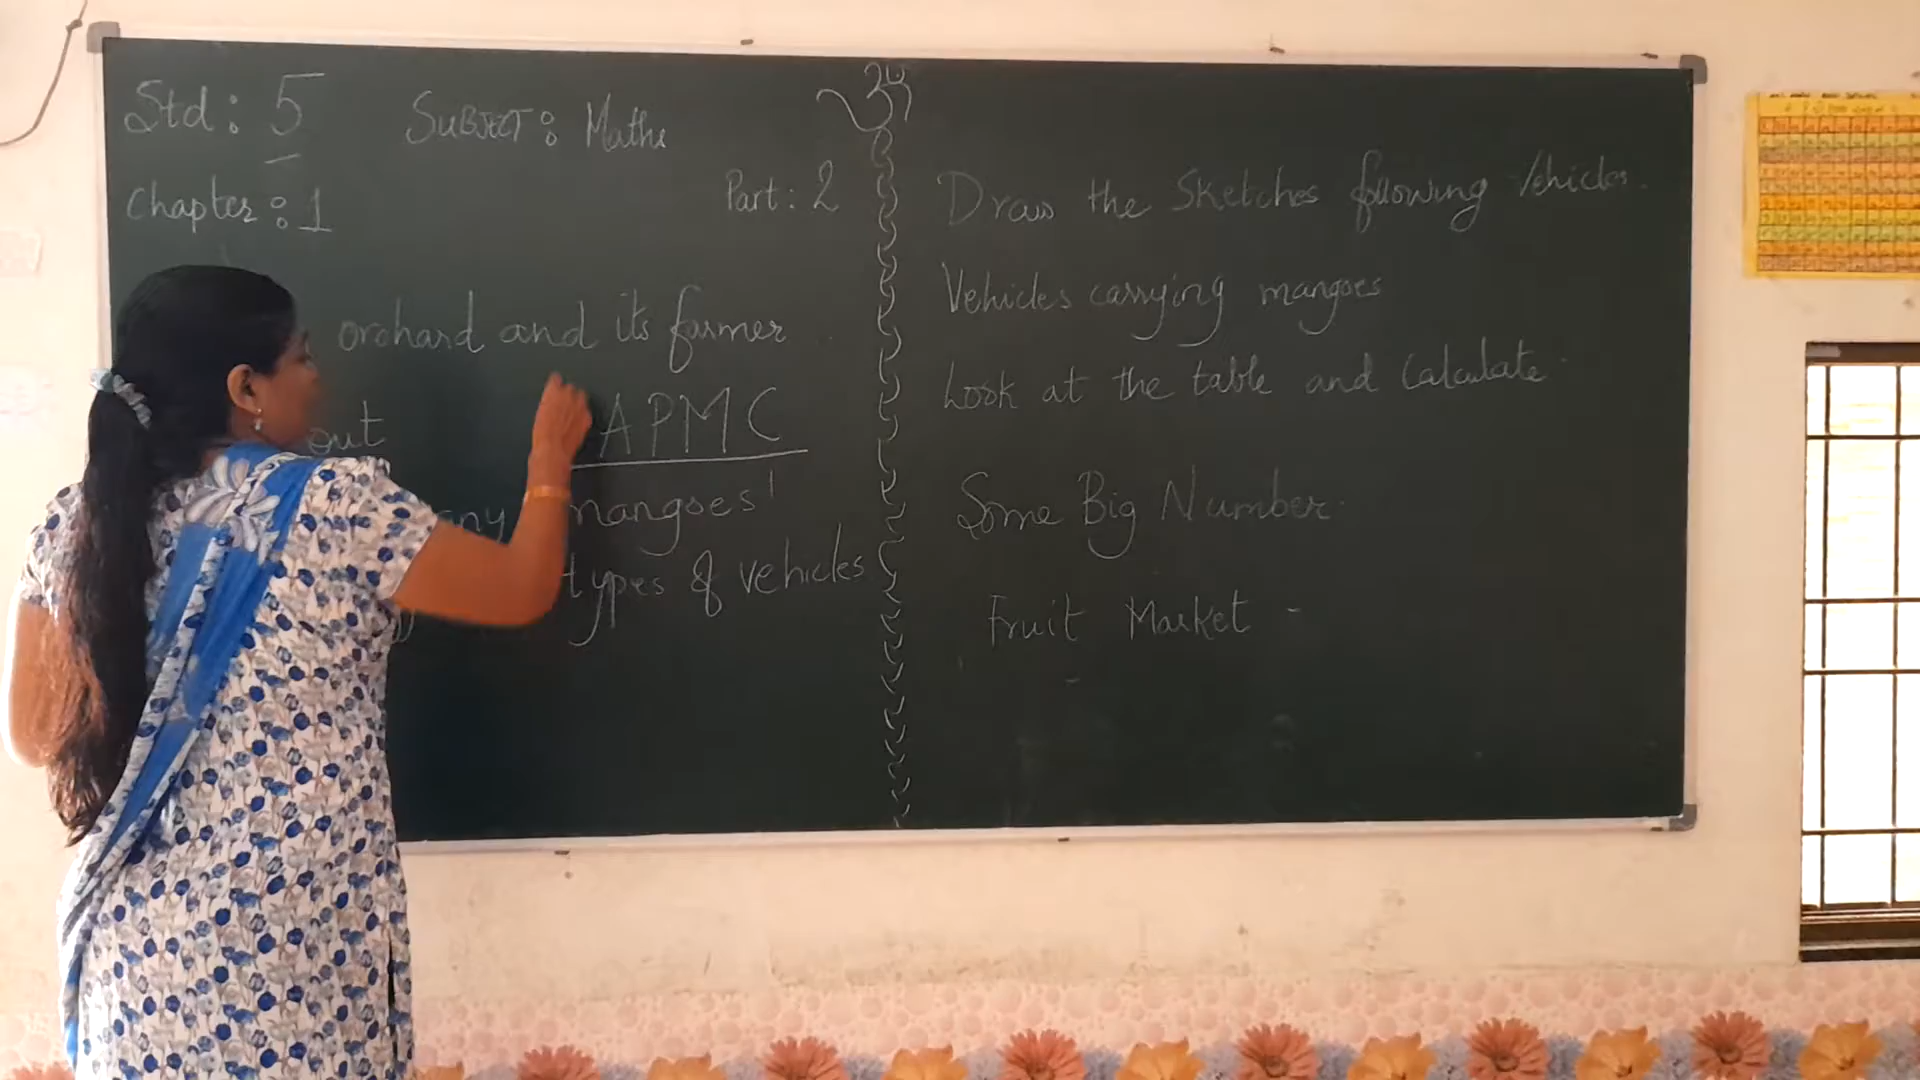 ૐ
Std: 5
SUBJECT: Maths
Chapter: 1
Part: 2
orchard and its farmer
out
APMC
any mangoes!
types of vehicles
Draw the Sketches following Vehicles.
Vehicles carrying mangoes
Look at the table and Calculate.
Some Big Number.
Fruit Market -